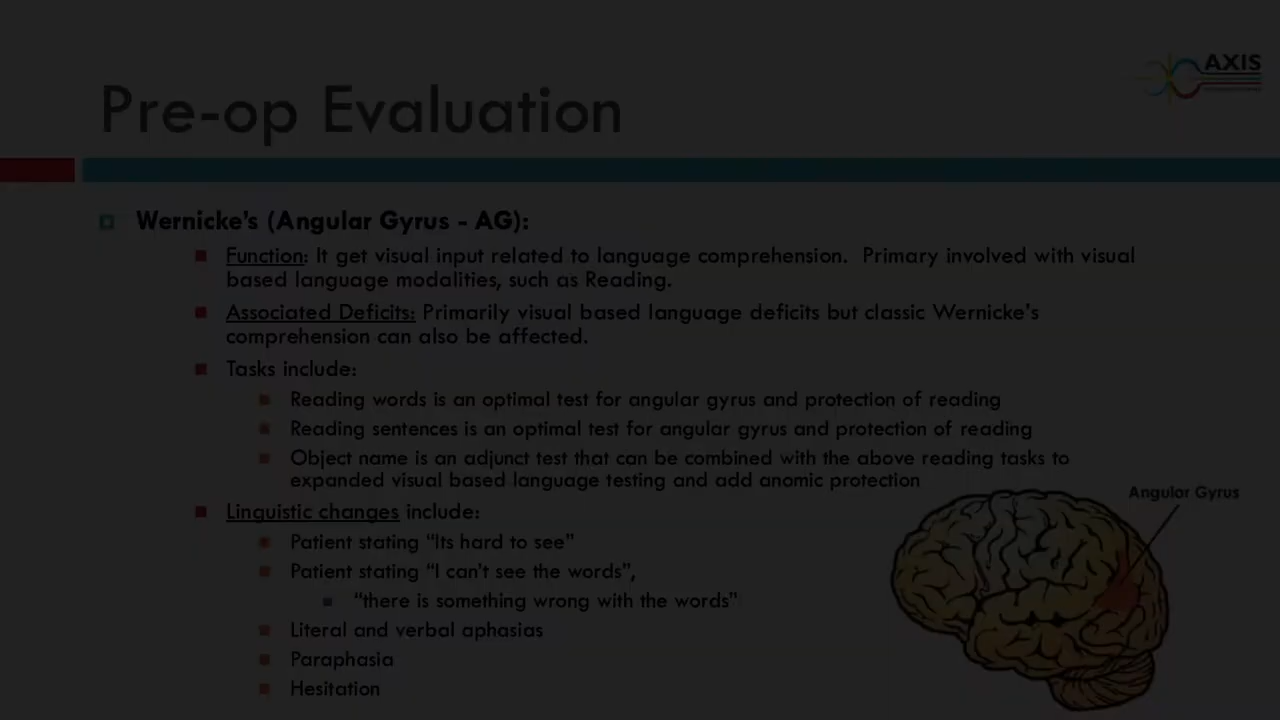 AXIS
Pre-op Evaluation
Wernicke's (Angular Gyrus - AG):
Function: It get visual input related to language comprehension. Primary involved with visual
based language modalities, such as Reading.
Associated Deficits: Primarily visual based language deficits but classic Wernicke's
comprehension can also be affected.
Tasks include:
Reading words is an optimal test for angular gyrus and protection of reading
Reading sentences is an optimal test for angular gyrus and protection of reading
Object name is an adjunct test that can be combined with the above reading tasks to
expanded visual based language testing and add anomic protection
Angular Gyrus
Linguistic changes include:
Patient stating “Its hard to see”
Patient stating “I can't see the words”,
“there is something wrong with the words”
Literal and verbal aphasias
Paraphasia
Hesitation